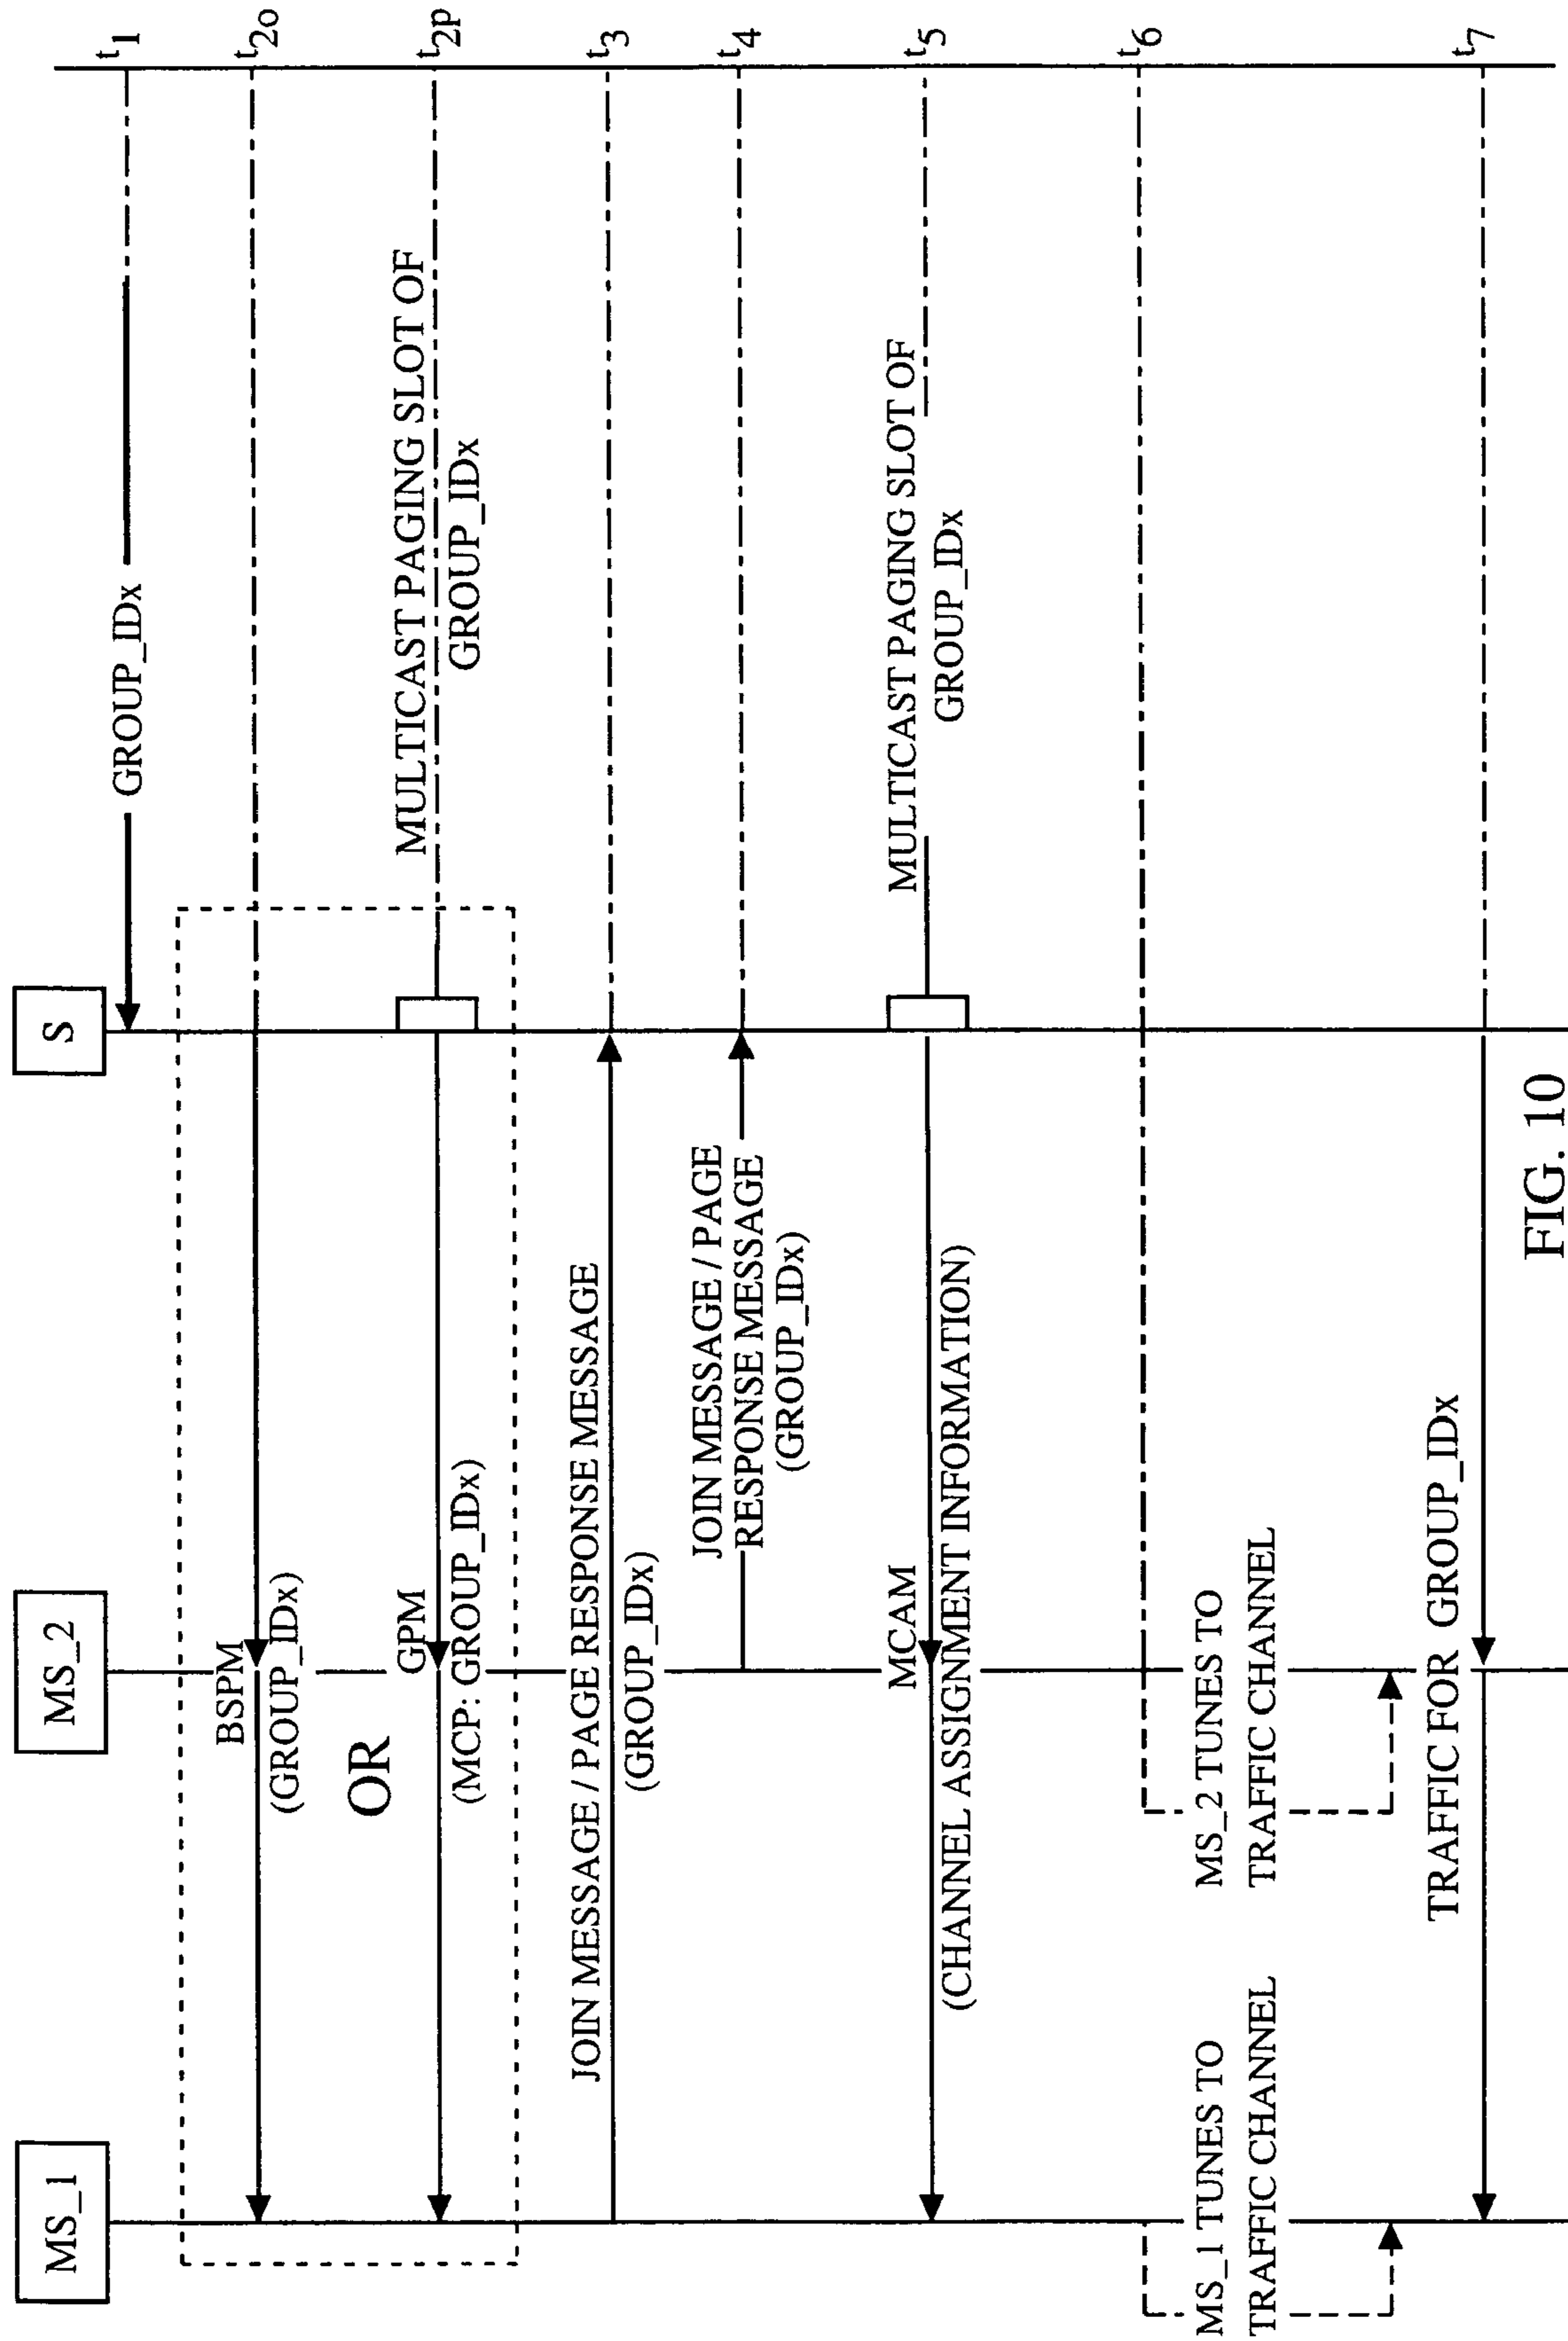 MS_1
MS_2
S
GROUP_IDx
t1
BSPM
(GROUP_IDx)
t2o
OR
GPM
(MCP: GROUP_IDx)
MULTICAST PAGING SLOT OF
GROUP_IDx
t2p
JOIN MESSAGE / PAGE RESPONSE MESSAGE
(GROUP_IDx)
t3
JOIN MESSAGE / PAGE
RESPONSE MESSAGE
(GROUP_IDx)
t4
MCAM
(CHANNEL ASSIGNMENT INFORMATION)
MULTICAST PAGING SLOT OF
GROUP_IDx
t5
MS_1 TUNES TO
TRAFFIC CHANNEL
MS_2 TUNES TO
TRAFFIC CHANNEL
t6
TRAFFIC FOR GROUP_IDx
t7
FIG. 10